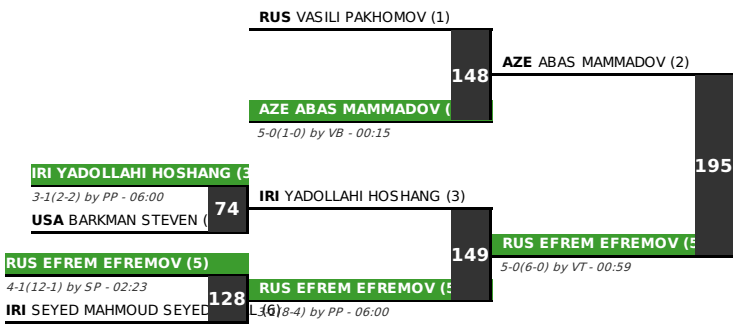 RUS VASILI PAKHOMOV (1)
148
AZE ABAS MAMMADOV (2)
AZE ABAS MAMMADOV (
5-0(1-0) by VB - 00:15
195
IRI YADOLLAHI HOSHANG (3
3-1(2-2) by PP - 06:00
74
USA BARKMAN STEVEN (
IRI YADOLLAHI HOSHANG (3)
149
RUS EFREM EFREMOV (5
5-0(6-0) by VT - 00:59
RUS EFREM EFREMOV (5)
4-1(12-1) by SP - 02:23
128
IRI SEYED MAHMOUD SEYED L (6)
RUS EFREM EFREMOV (5
(8-4) by PP - 06:00